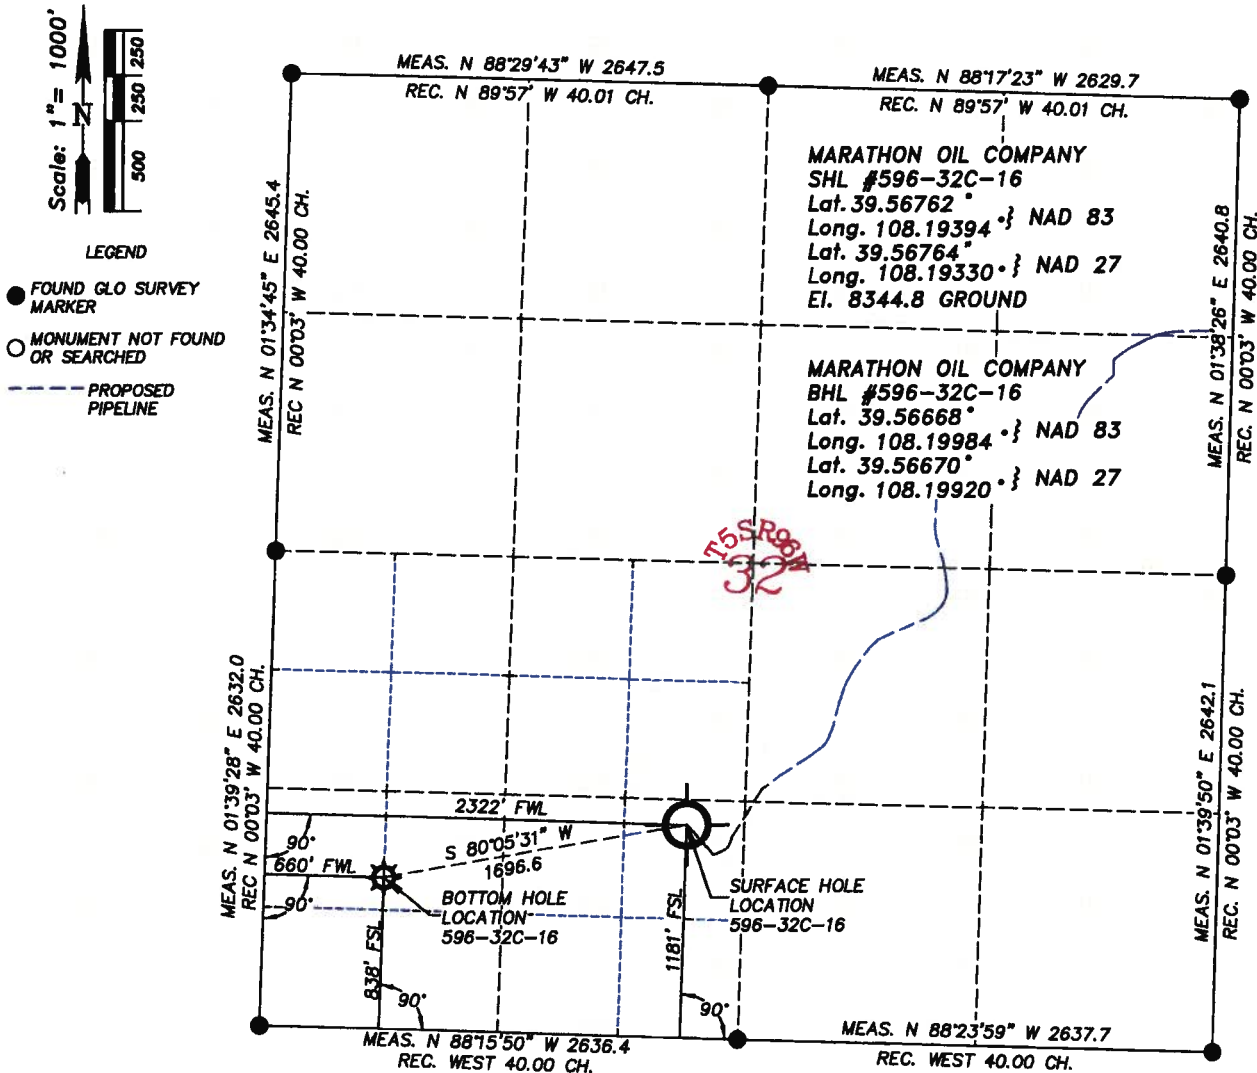 Scale: 1"= 1000'
N
250
250
500
LEGEND
FOUND GLO SURVEY
MARKER
MONUMENT NOT FOUND
OR SEARCHED
PROPOSED
PIPELINE
MEAS. N 88°29'43" W 2647.5
REC. N 89°57' W 40.01 CH.
MEAS. N 88°17'23" W 2629.7
REC. N 89°57' W 40.01 CH.
MEAS. N 01°34'45" E 2645.4
REC N 00°03' W 40.00 CH.
MARATHON OIL COMPANY
SHL #596-32C-16
Lat. 39.56762°
Long. 108.19394°} NAD 83
Lat. 39.56764°
Long. 108.19330°} NAD 27
El. 8344.8 GROUND
MEAS. N 01°38'26" E 2640.8
REC. N 00°03' W 40.00 CH.
MARATHON OIL COMPANY
BHL #596-32C-16
Lat. 39.56668°
Long. 108.19984°} NAD 83
Lat. 39.56670°
Long. 108.19920°} NAD 27
T5SR96W
32
MEAS. N 01°39'28" E 2632.0
REC N 00°03' W 40.00 CH.
MEAS. N 01°39'50" E 2642.1
REC. N 00°03' W 40.00 CH.
2322' FWL
90°
S 80°05'31" W
1696.6
660' FWL
90°
BOTTOM HOLE
LOCATION
596-32C-16
SURFACE HOLE
LOCATION
596-32C-16
838' FSL
90°
1181' FSL
90°
MEAS. N 88°15'50" W 2636.4
REC. WEST 40.00 CH.
MEAS. N 88°23'59" W 2637.7
REC. WEST 40.00 CH.